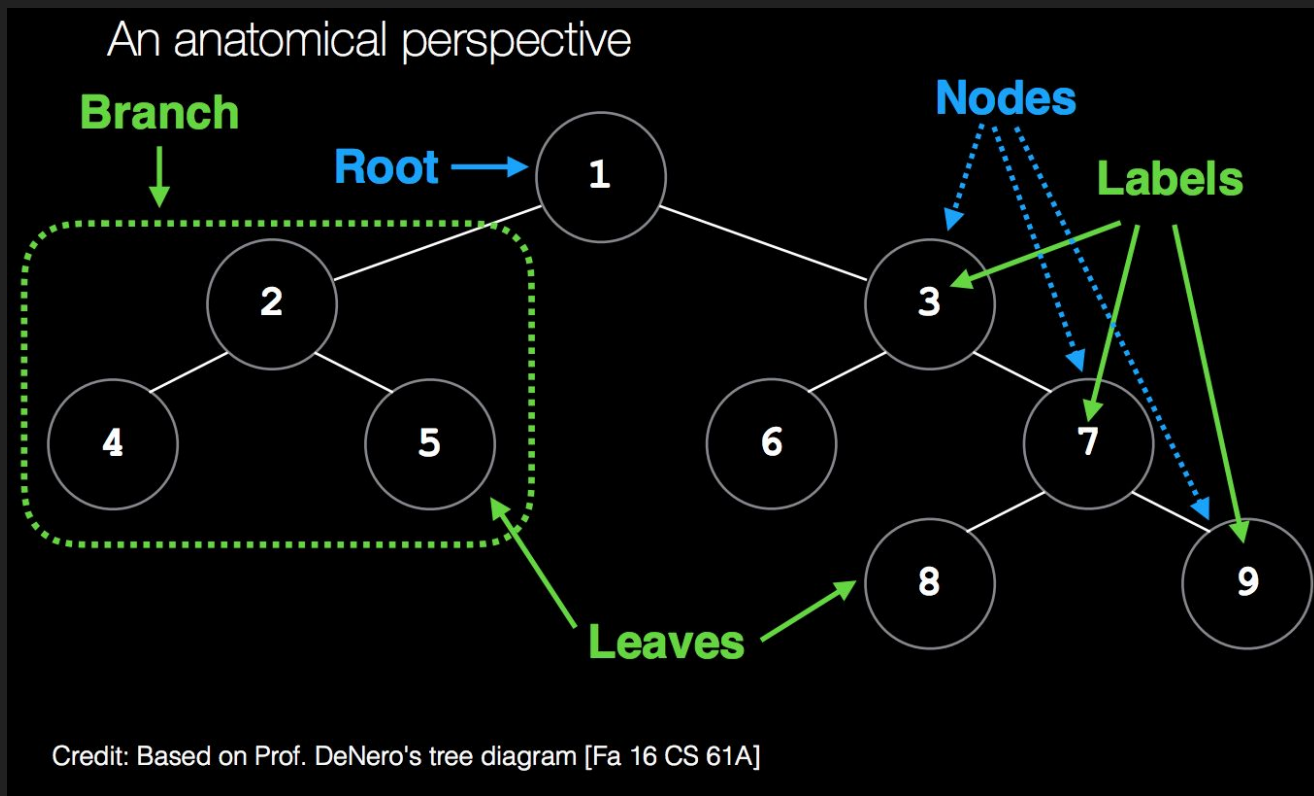 An anatomical perspective
Branch
Nodes
Root
1
Labels
2
3
4
5
6
7
8
9
Leaves
Credit: Based on Prof. DeNero's tree diagram [Fa 16 CS 61A]